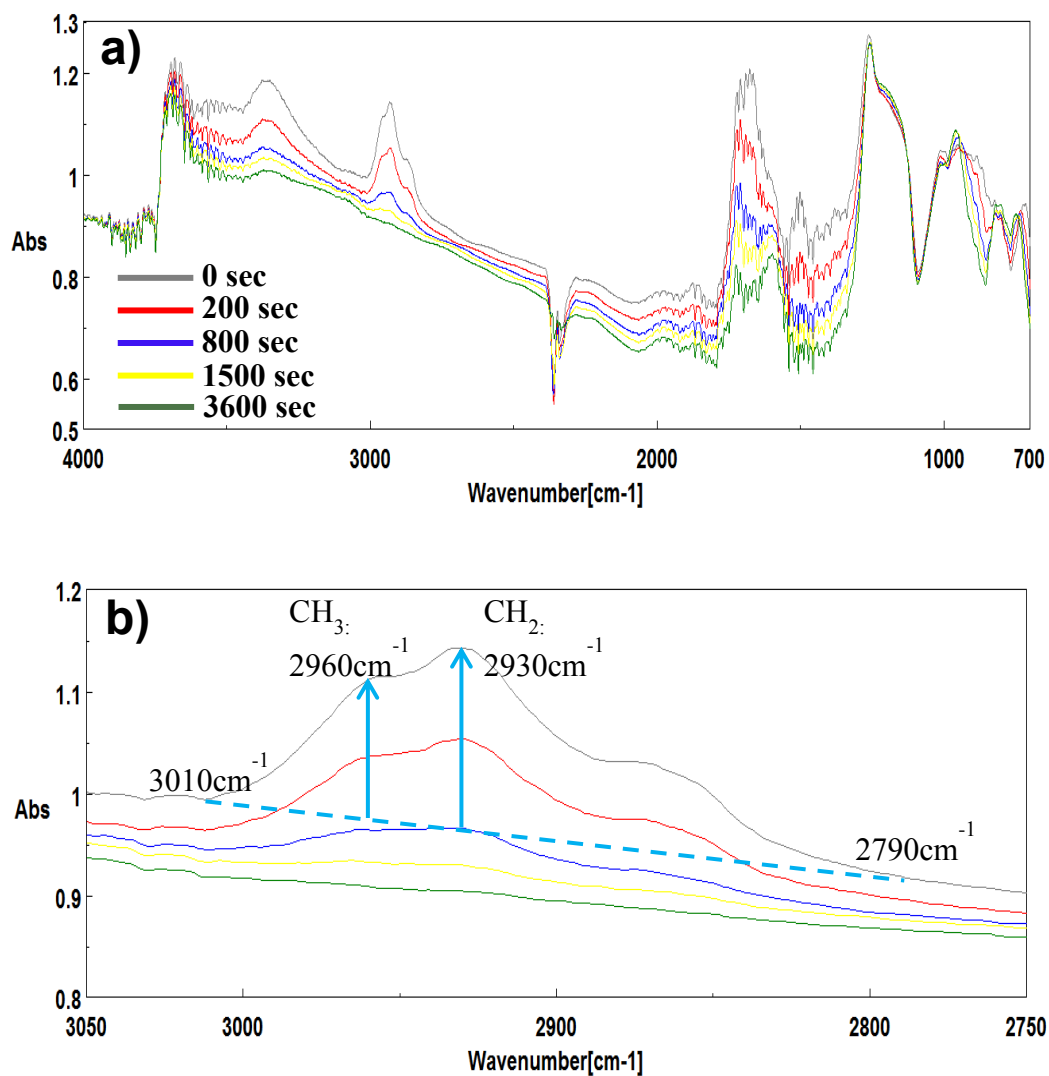 a)
1.3
1.2
1
0.8
0.6
0.5
Abs
0 sec
200 sec
800 sec
1500 sec
3600 sec
4000 3000 2000 1000 700
Wavenumber[cm-1]
b)
1.2
1.1
1
0.9
0.8
Abs
CH3:
2960cm-1
CH2:
2930cm-1
3010cm-1
2790cm-1
3050 3000 2900 2800 2750
Wavenumber[cm-1]